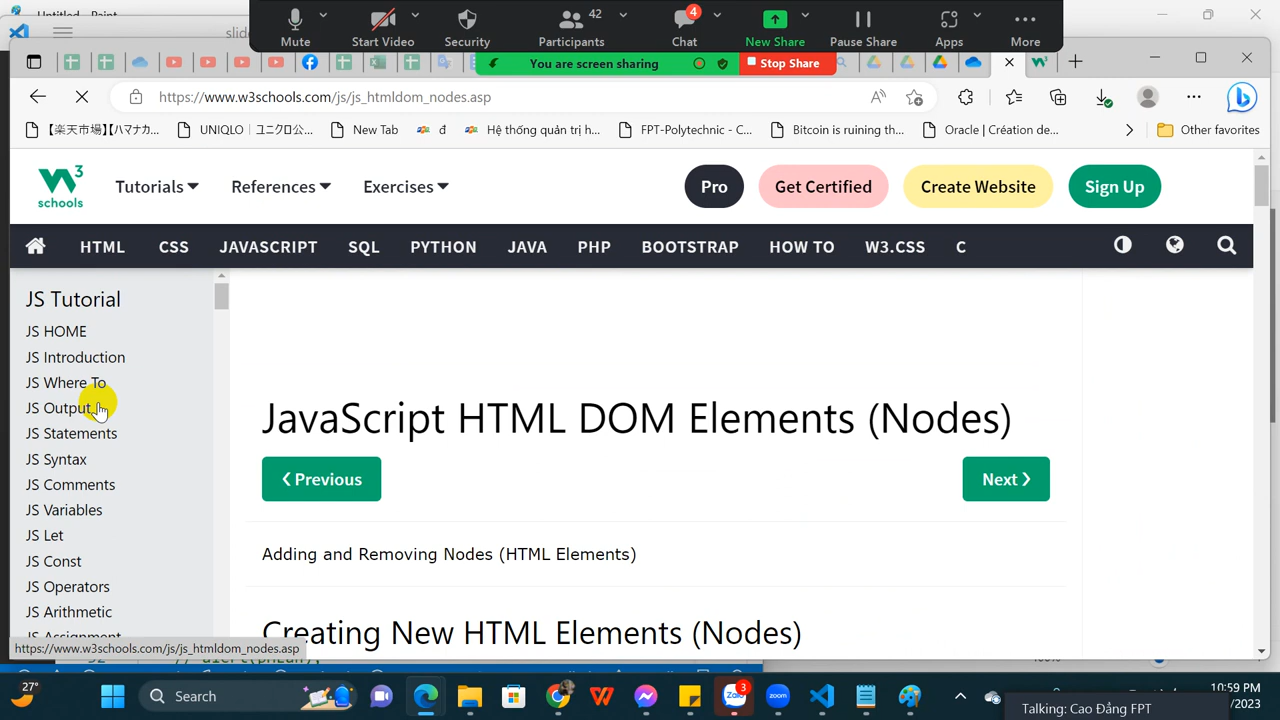 Untitled - Paint
slid
Mute
Start Video
Security
42
Participants
4
Chat
New Share
Pause Share
Apps
More
You are screen sharing
Stop Share
https://www.w3schools.com/js/js_htmldom_nodes.asp
【楽天市場】【ハマナカ...
UNIQLO | ユニクロ公...
New Tab
đ
Hệ thống quản trị h...
FPT-Polytechnic - C...
Bitcoin is ruining th...
Oracle | Création de...
Other favorites
W3 schools
Tutorials
References
Exercises
Pro
Get Certified
Create Website
Sign Up
HTML
CSS
JAVASCRIPT
SQL
PYTHON
JAVA
PHP
BOOTSTRAP
HOW TO
W3.CSS
C
JS Tutorial
JS HOME
JS Introduction
JS Where To
JS Output
JS Statements
JS Syntax
JS Comments
JS Variables
JS Let
JS Const
JS Operators
JS Arithmetic
JS Assignment
JavaScript HTML DOM Elements (Nodes)
❮ Previous
Next ❯
Adding and Removing Nodes (HTML Elements)
Creating New HTML Elements (Nodes)
https://www.w3schools.com/js/js_htmldom_nodes.asp
27°
Search
Zalo
3
zoom
10:59 PM
/2023
Talking: Cao Đẳng FPT